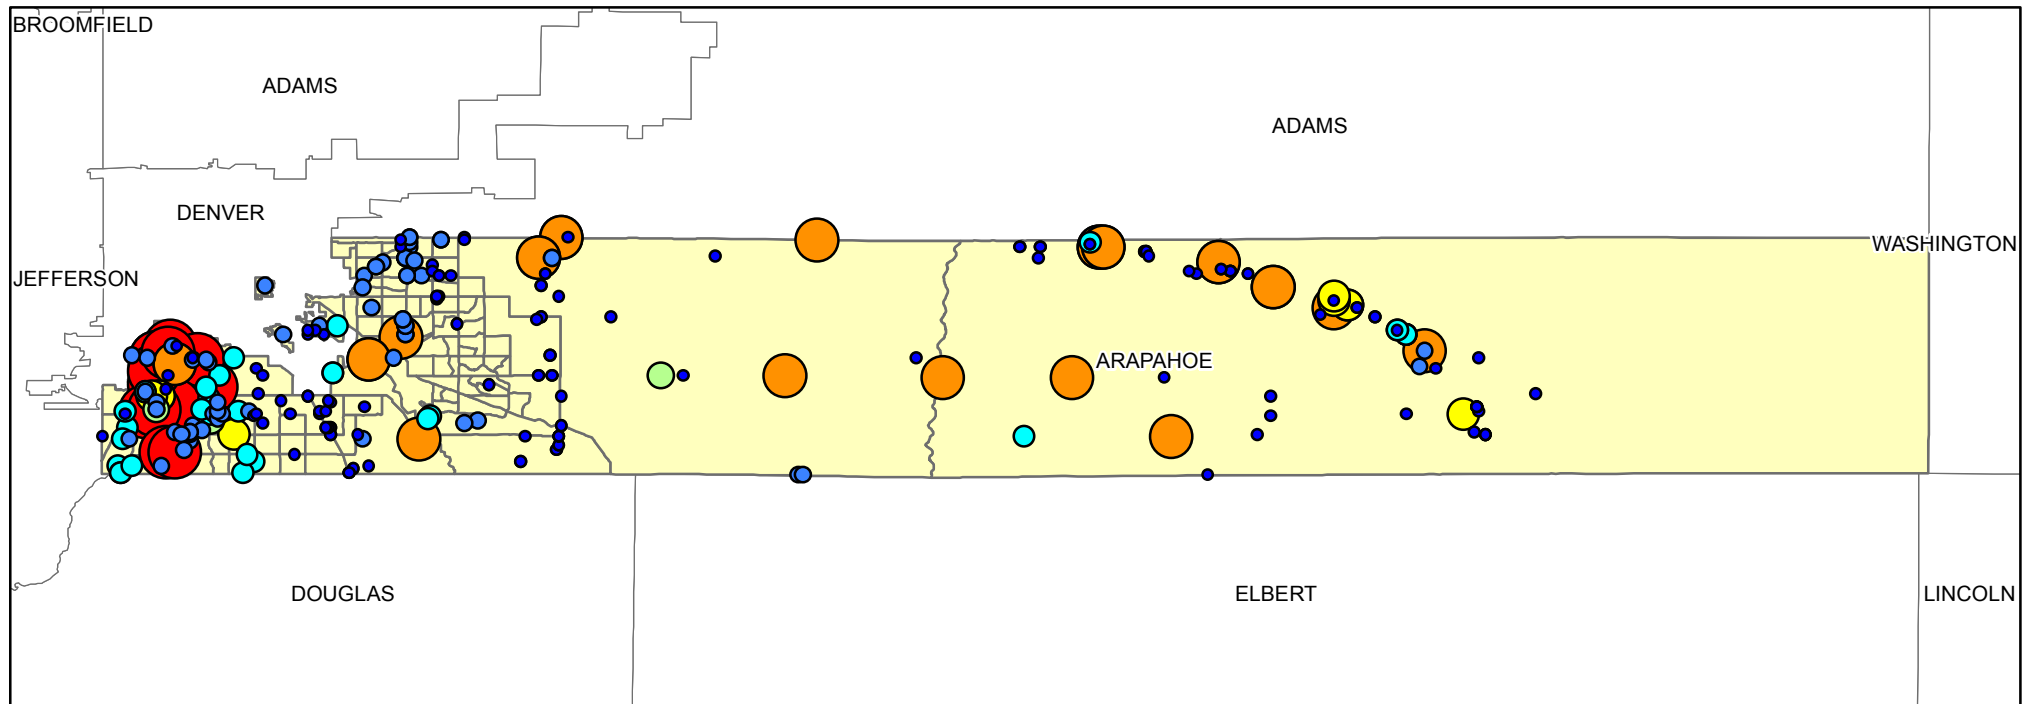 BROOMFIELD
ADAMS
ADAMS
DENVER
WASHINGTON
JEFFERSON
ARAPAHOE
DOUGLAS
ELBERT
LINCOLN